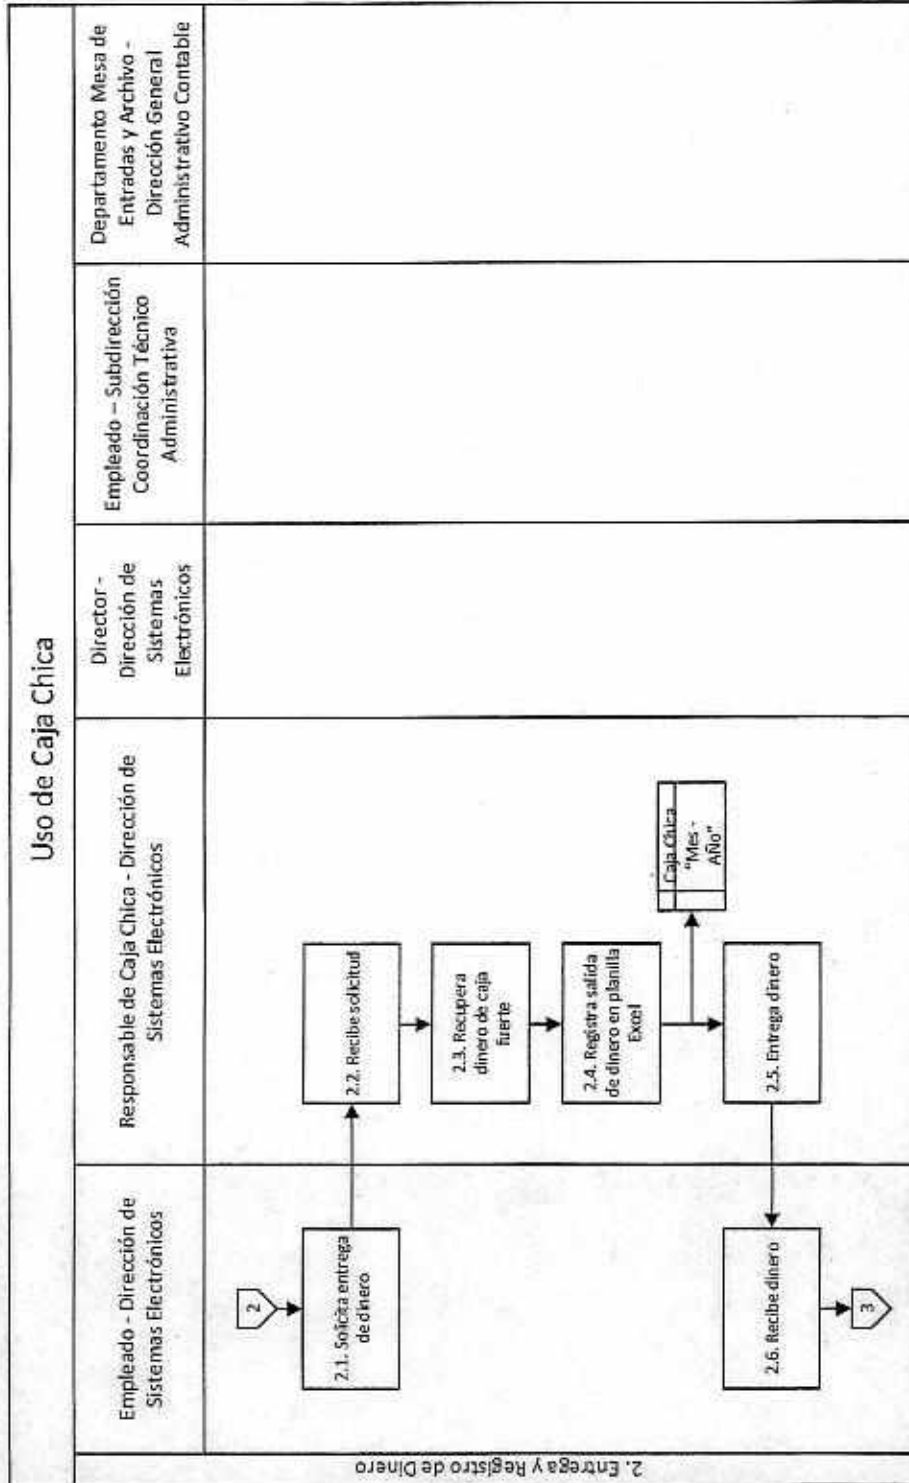 Uso de Caja Chica
Empleado - Dirección de
Sistemas Electrónicos
Responsable de Caja Chica - Dirección de
Sistemas Electrónicos
Director -
Dirección de
Sistemas
Electrónicos
Empleado – Subdirección
Coordinación Técnico
Administrativa
Departamento Mesa de
Entradas y Archivo -
Dirección General
Administrativo Contable
2. Entrega y Registro de Dinero
2
2.1. Solicita entrega
de dinero
2.2. Recibe solicitud
2.3. Recupera
dinero de caja
fuerte
2.4. Registra salida
de dinero en planilla
Excel
Caja Chica
"Mes -
Año"
2.5. Entrega dinero
2.6. Recibe dinero
3